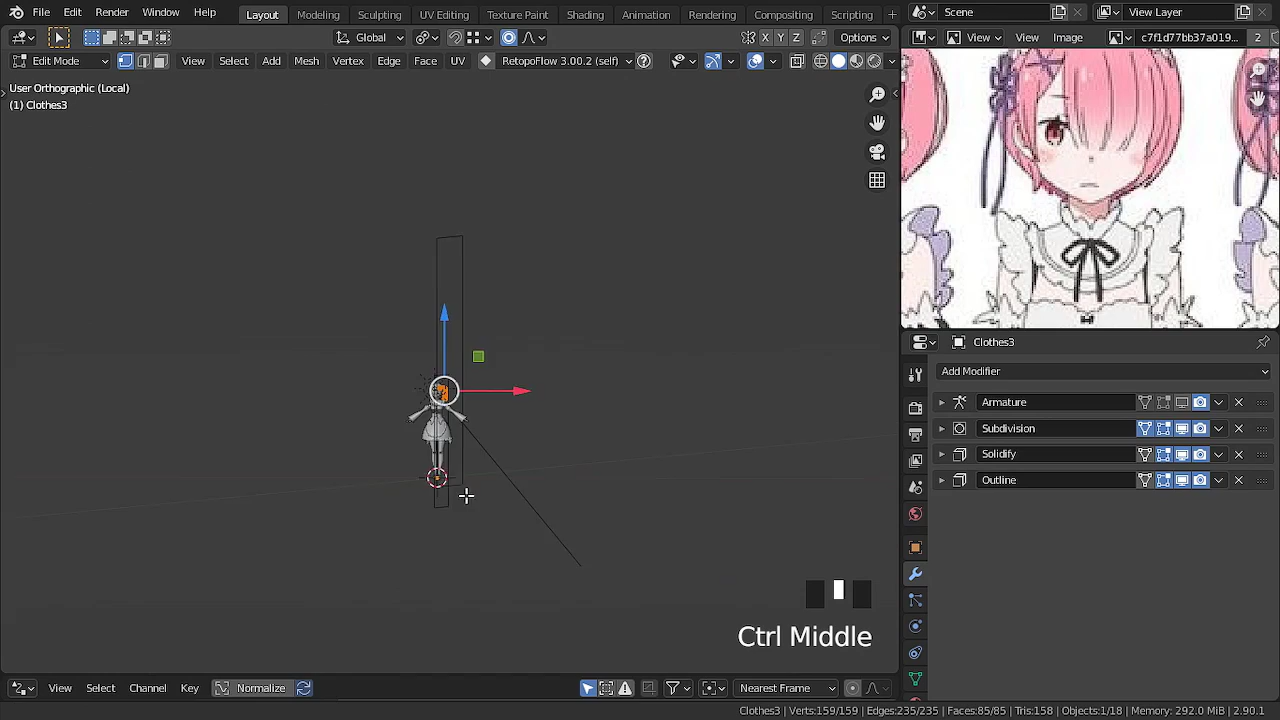 File Edit Render Window Help Layout Modeling Sculpting UV Editing Texture Paint Shading Animation Rendering Compositing Scripting Scene View Layer
Global Options View View Image c7f1d77bb37a019... 2
Edit Mode View Select Add Mesh Vertex Edge Face UV RetopoFlow 3.00.2 (self)
X Y Z
User Orthographic (Local)
(1) Clothes3
Clothes3
Add Modifier
Armature
Subdivision
Solidify
Outline
Ctrl Middle
View Select Channel Key Normalize Nearest Frame
Clothes3 | Verts:159/159 | Edges:235/235 | Faces:85/85 | Tris:158 | Objects:1/18 | Memory: 292.0 MiB | 2.90.1